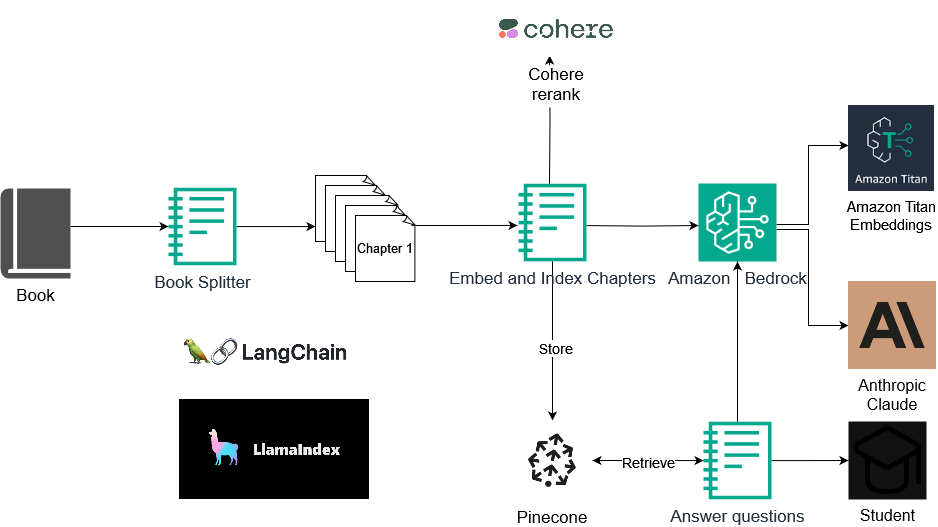 cohere
Cohere
rerank
Amazon Titan
Amazon Titan
Embeddings
Chapter 1
Book
Book Splitter
Embed and Index Chapters
Amazon Bedrock
LangChain
Store
Anthropic
Claude
LlamaIndex
Retrieve
Pinecone
Answer questions
Student